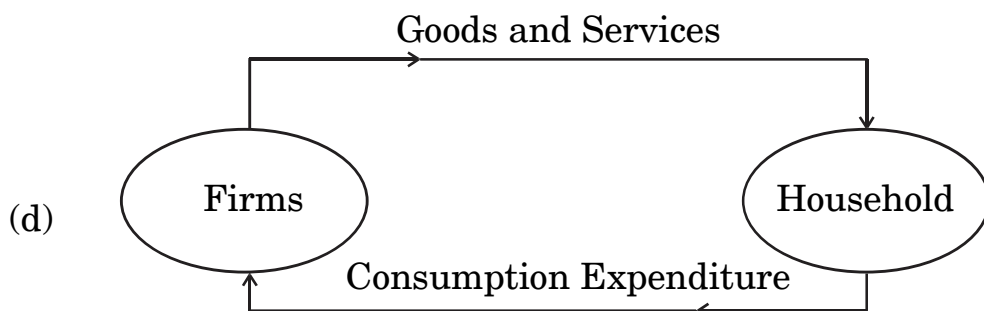 Goods and Services
Firms
Household
(d)
Consumption Expenditure